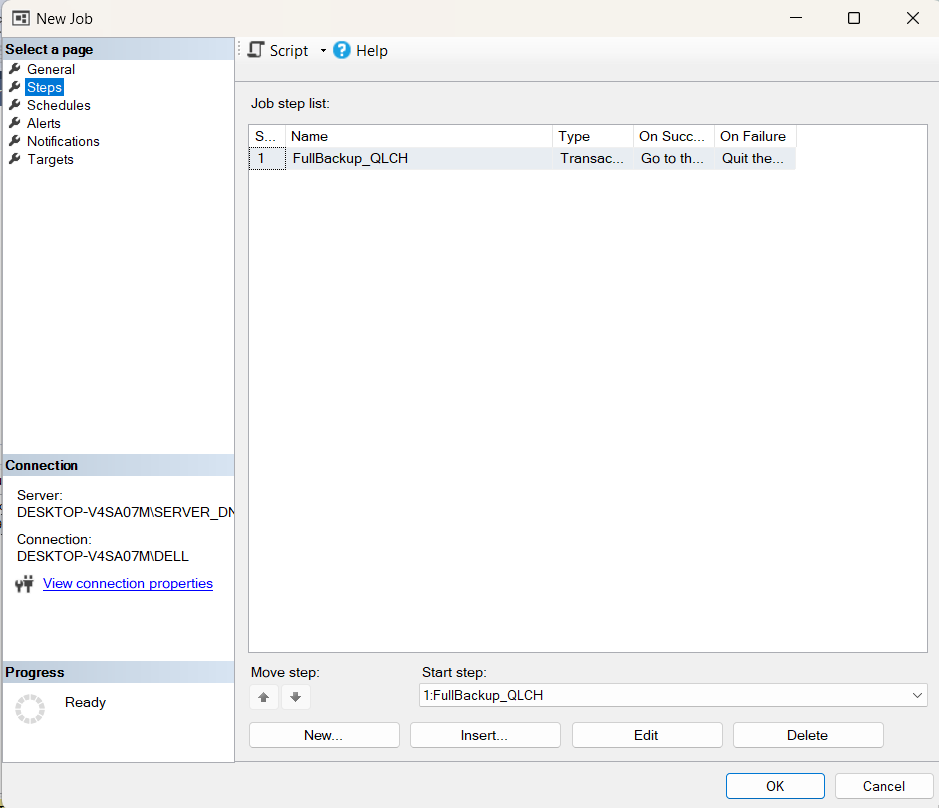 New Job
Select a page
General
Steps
Schedules
Alerts
Notifications
Targets
Script
Help
Job step list:
S... Name Type On Succ... On Failure
1 FullBackup_QLCH Transac... Go to th... Quit the...
Connection
Server:
DESKTOP-V4SA07M\SERVER_DN
Connection:
DESKTOP-V4SA07M\DELL
View connection properties
Progress
Ready
Move step:
Start step:
1:FullBackup_QLCH
New...
Insert...
Edit
Delete
OK
Cancel